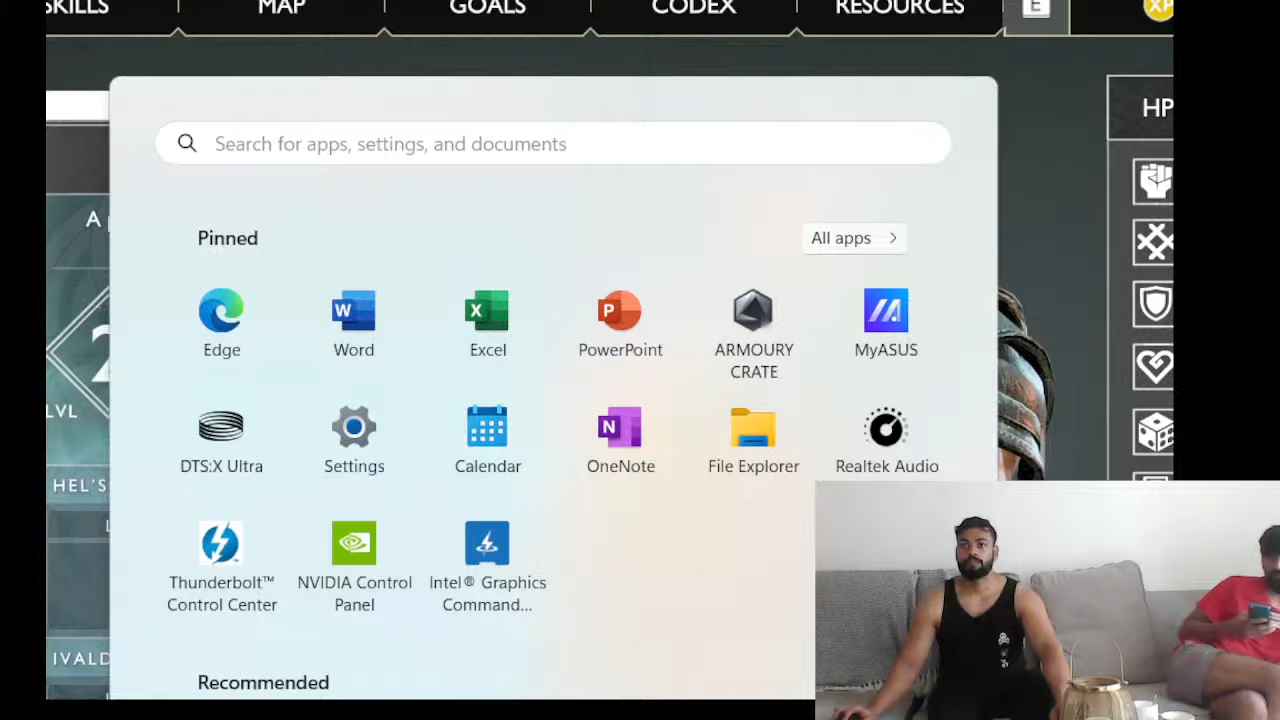 SKILLS
MAP
GOALS
CODEX
RESOURCES
E
XP
HP
Search for apps, settings, and documents
Pinned
All apps
Edge
Word
Excel
PowerPoint
ARMOURY
CRATE
MyASUS
LVL
DTS:X Ultra
Settings
Calendar
OneNote
File Explorer
Realtek Audio
HEL'S
Thunderbolt™
Control Center
NVIDIA Control
Panel
Intel® Graphics
Command...
IVALD
Recommended